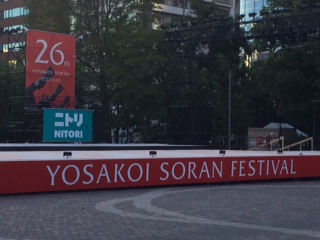 26th
YOSAKOI SORAN
FESTIVAL
ニトリ
NITORI
YOSAKOI SORAN FESTIVAL